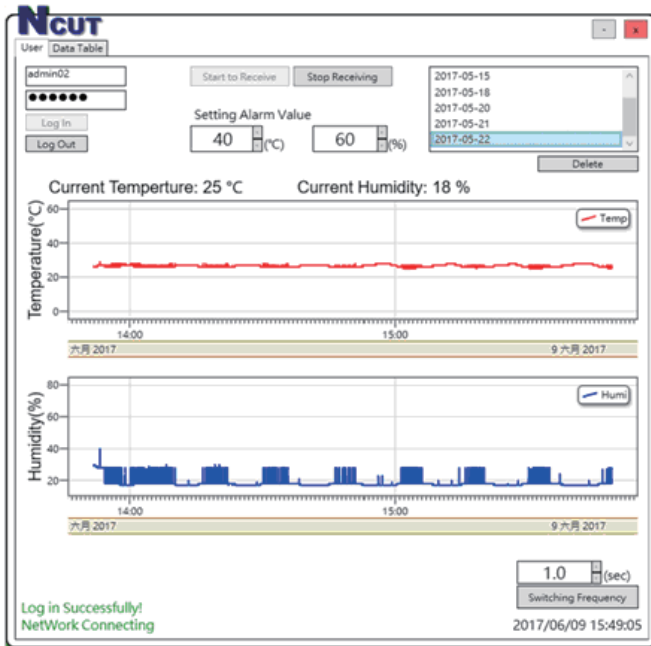 NCUT
- x
User Data Table
admin02
●●●●●●
Log In
Log Out
Start to Receive Stop Receiving
Setting Alarm Value
40 (℃) 60 (%)
2017-05-15
2017-05-18
2017-05-20
2017-05-21
2017-05-22
Delete
Current Temperture: 25 ℃ Current Humidity: 18 %
Temperature(℃)
60
40
20
0
Temp
14:00 15:00
六月 2017 9 六月 2017
Humidity(%)
80
60
40
20
Humi
14:00 15:00
六月 2017 9 六月 2017
1.0 (sec)
Switching Frequency
Log in Successfully!
NetWork Connecting
2017/06/09 15:49:05